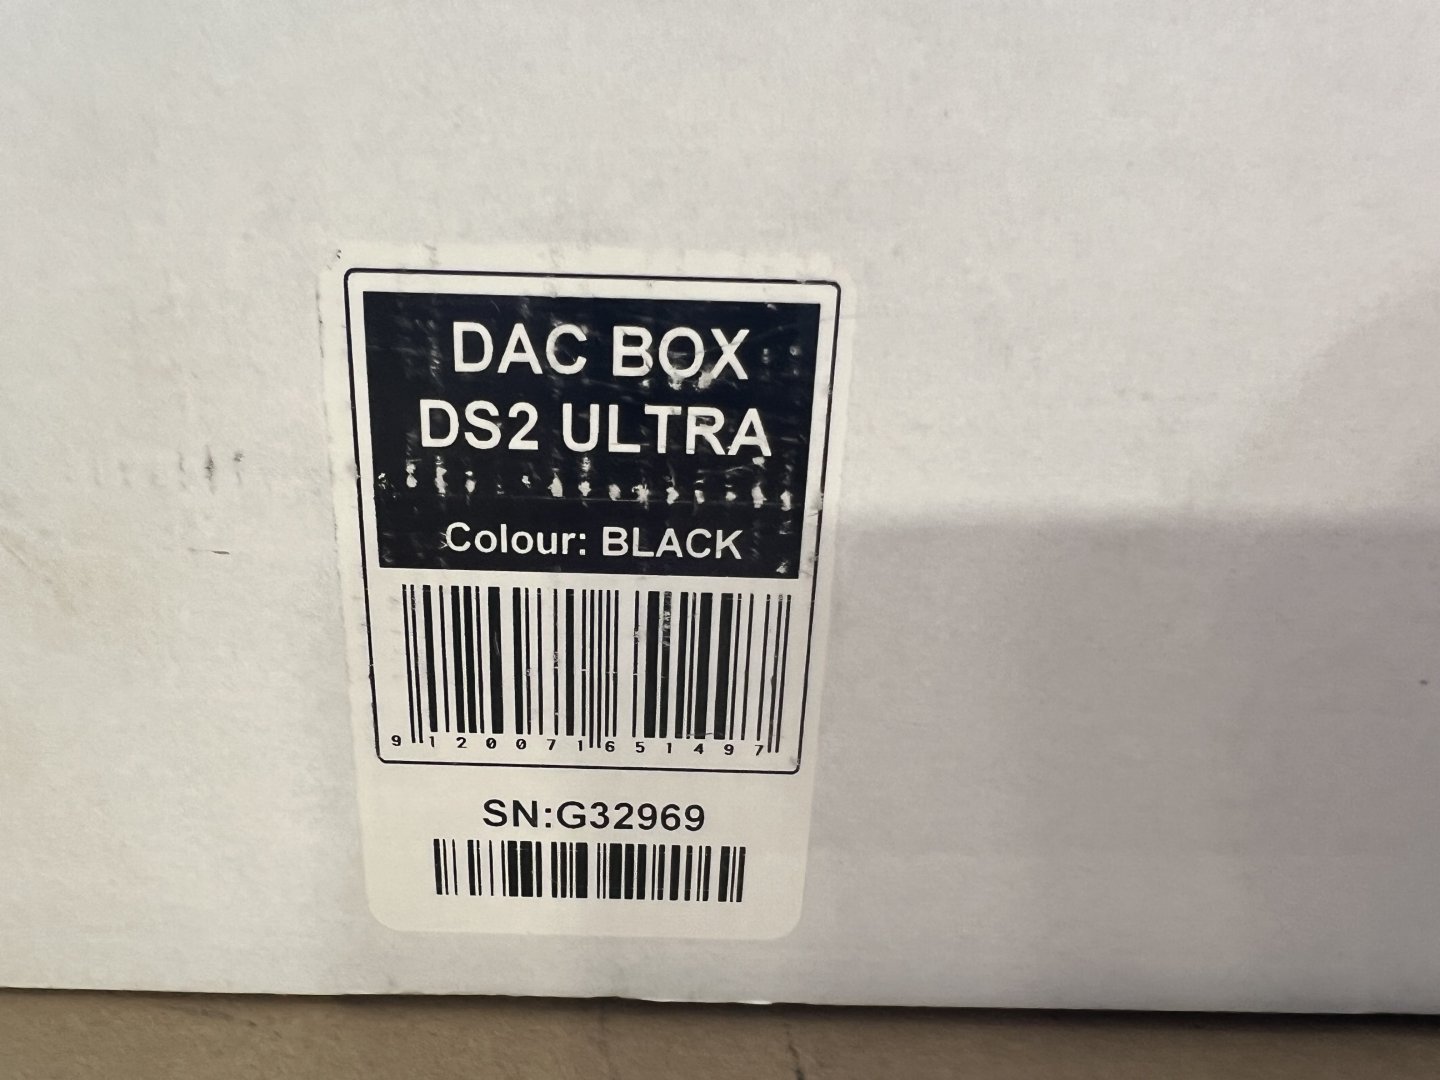 DAC BOX
DS2 ULTRA
Colour: BLACK
9 120071 651497
SN:G32969